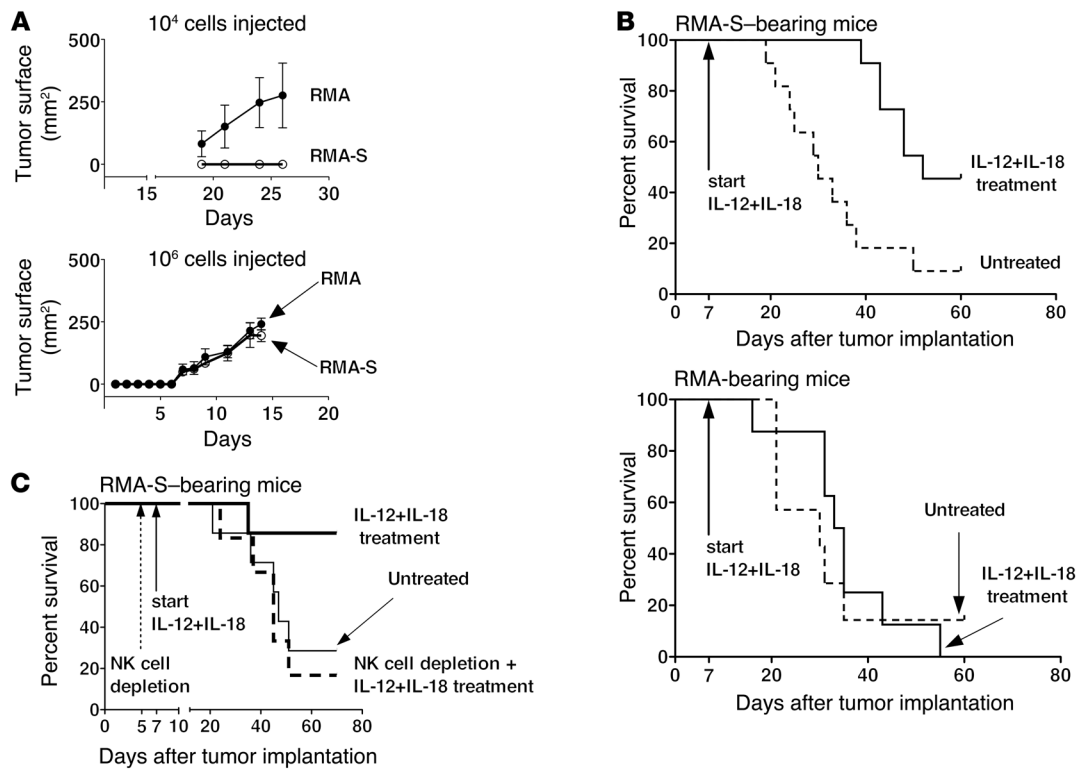 A
10⁴ cells injected
500
250
0
Tumor surface
(mm²)
RMA
RMA-S
15 20 25 30
Days
10⁶ cells injected
500
250
0
Tumor surface
(mm²)
RMA
RMA-S
5 10 15 20
Days
B
RMA-S–bearing mice
100
80
60
40
20
0
Percent survival
start
IL-12+IL-18
IL-12+IL-18
treatment
Untreated
0 7 20 40 60 80
Days after tumor implantation
RMA-bearing mice
100
80
60
40
20
0
Percent survival
start
IL-12+IL-18
Untreated
IL-12+IL-18
treatment
0 7 20 40 60 80
Days after tumor implantation
C
RMA-S–bearing mice
100
80
60
40
20
0
Percent survival
start
IL-12+IL-18
NK cell
depletion
IL-12+IL-18
treatment
Untreated
NK cell depletion +
IL-12+IL-18 treatment
0 5 7 10 20 40 60 80
Days after tumor implantation